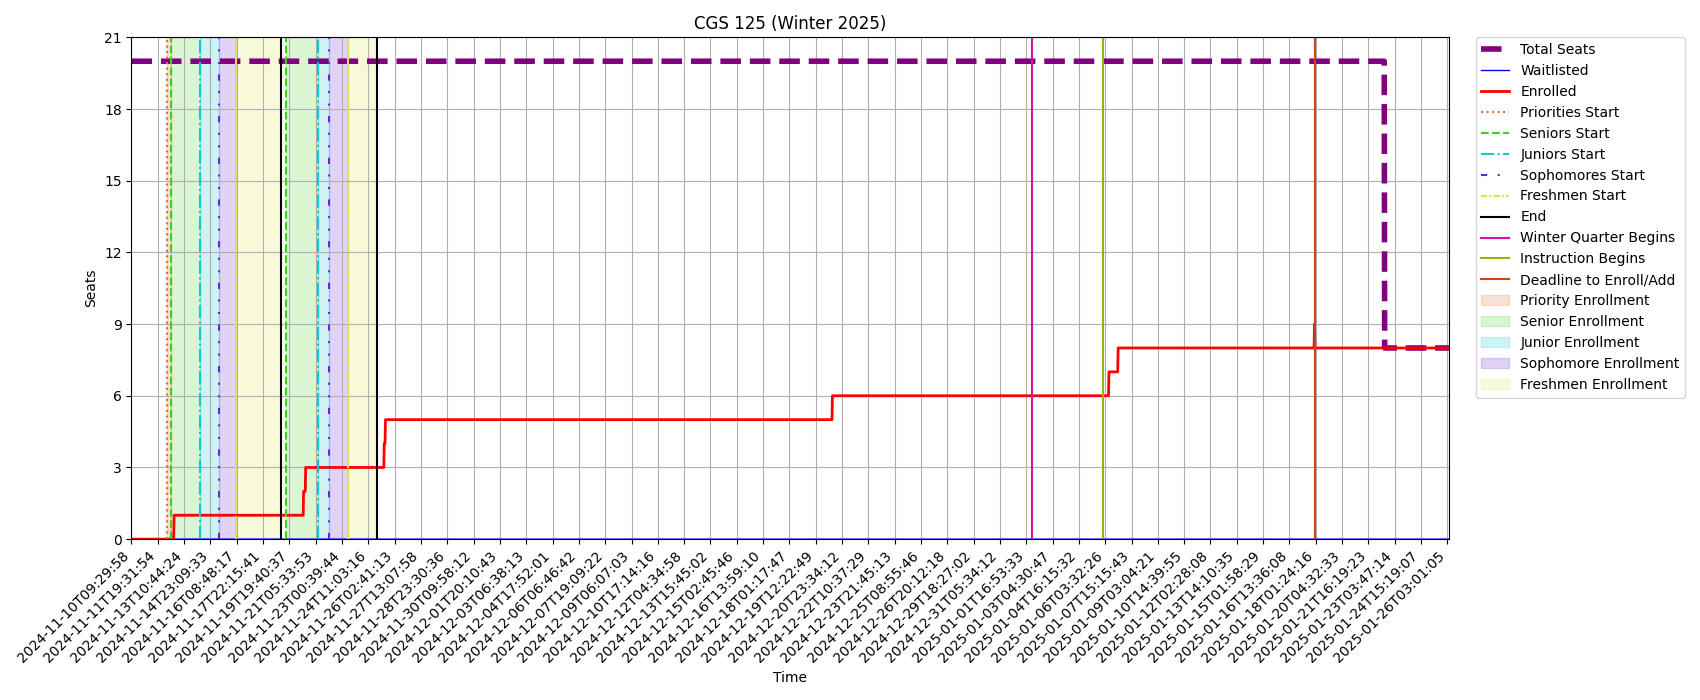 CGS 125 (Winter 2025)
21
18
15
12
9
6
3
0
Seats
2024-11-10T09:29:58
2024-11-11T19:31:54
2024-11-13T10:44:24
2024-11-14T23:09:33
2024-11-16T08:48:17
2024-11-17T22:15:41
2024-11-19T19:40:37
2024-11-21T05:33:53
2024-11-23T00:39:44
2024-11-24T11:03:16
2024-11-26T02:41:13
2024-11-27T13:07:58
2024-11-28T23:30:36
2024-11-30T09:58:12
2024-12-01T20:10:43
2024-12-03T06:38:13
2024-12-04T17:52:01
2024-12-06T06:46:42
2024-12-07T19:09:22
2024-12-09T06:07:03
2024-12-10T17:14:16
2024-12-12T04:34:58
2024-12-13T15:45:02
2024-12-15T02:45:46
2024-12-16T13:59:10
2024-12-18T01:17:47
2024-12-19T12:22:49
2024-12-20T23:34:12
2024-12-22T10:37:29
2024-12-23T21:45:13
2024-12-25T08:55:46
2024-12-26T20:12:18
2024-12-29T18:27:02
2024-12-31T05:34:12
2025-01-01T16:53:33
2025-01-03T04:30:47
2025-01-04T16:15:32
2025-01-06T03:32:26
2025-01-07T15:15:43
2025-01-09T03:04:21
2025-01-10T14:39:55
2025-01-12T02:28:08
2025-01-13T14:10:35
2025-01-15T01:58:29
2025-01-16T13:36:08
2025-01-18T01:24:16
2025-01-20T04:32:33
2025-01-21T16:19:23
2025-01-23T03:47:14
2025-01-24T15:19:07
2025-01-26T03:01:05
Time
Total Seats
Waitlisted
Enrolled
Priorities Start
Seniors Start
Juniors Start
Sophomores Start
Freshmen Start
End
Winter Quarter Begins
Instruction Begins
Deadline to Enroll/Add
Priority Enrollment
Senior Enrollment
Junior Enrollment
Sophomore Enrollment
Freshmen Enrollment